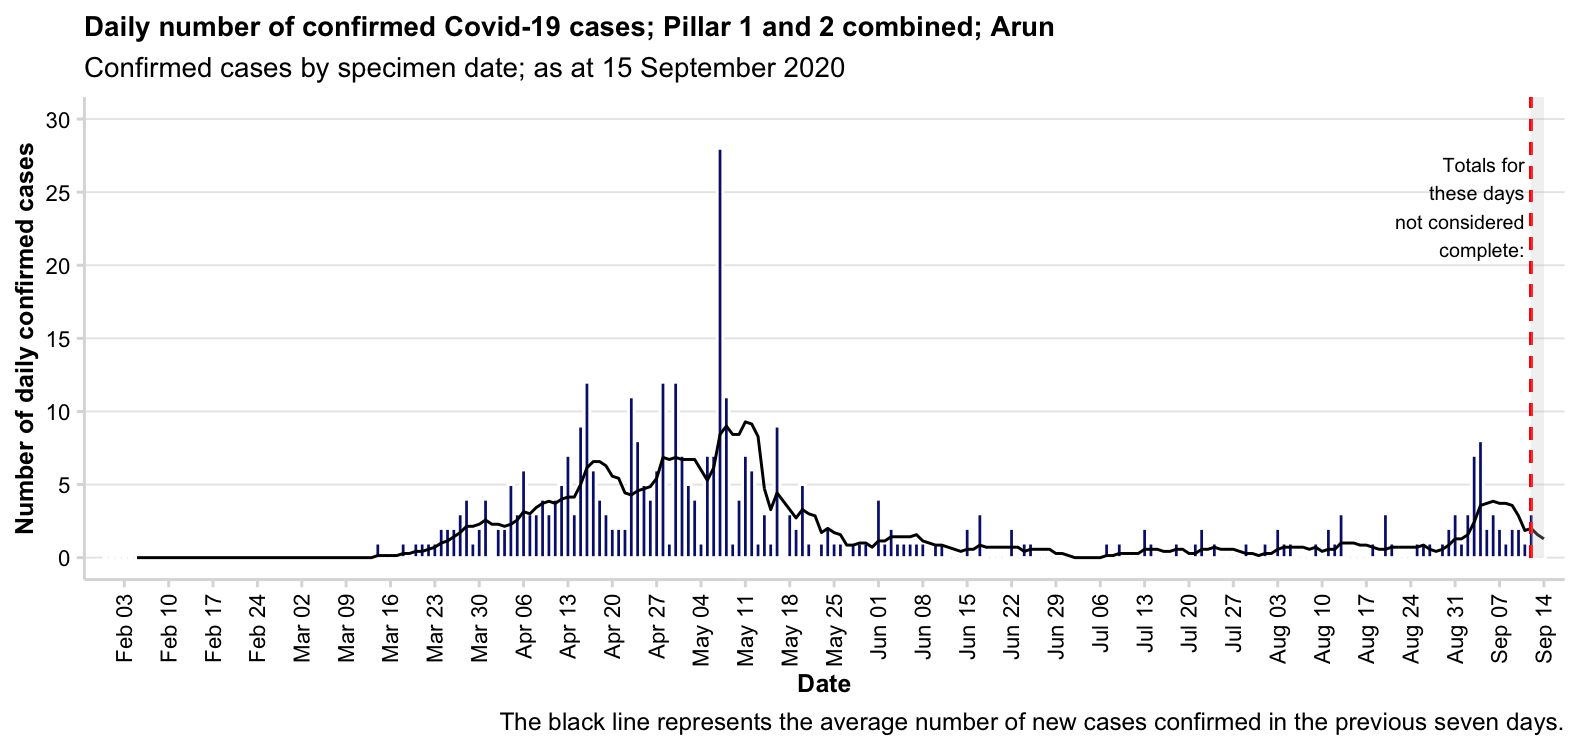 Daily number of confirmed Covid-19 cases; Pillar 1 and 2 combined; Arun
Confirmed cases by specimen date; as at 15 September 2020
Number of daily confirmed cases
30
25
20
15
10
5
0
Totals for
these days
not considered
complete:
Feb 03
Feb 10
Feb 17
Feb 24
Mar 02
Mar 09
Mar 16
Mar 23
Mar 30
Apr 06
Apr 13
Apr 20
Apr 27
May 04
May 11
May 18
May 25
Jun 01
Jun 08
Jun 15
Jun 22
Jun 29
Jul 06
Jul 13
Jul 20
Jul 27
Aug 03
Aug 10
Aug 17
Aug 24
Aug 31
Sep 07
Sep 14
Date
The black line represents the average number of new cases confirmed in the previous seven days.